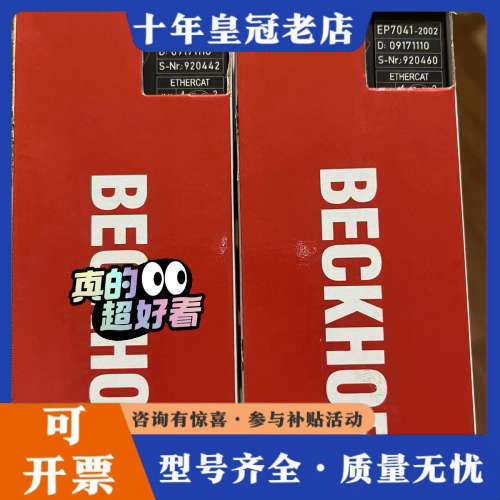 十年皇冠老店
D: 09171110
S-Nr: 920442
ETHERCAT
EP7041-2002
D: 09171110
S-Nr: 920460
ETHERCAT
BECKHO
BECKHOF
真的
超好看
可
开票
咨询有惊喜·参与补贴活动
型号齐全·质量无忧